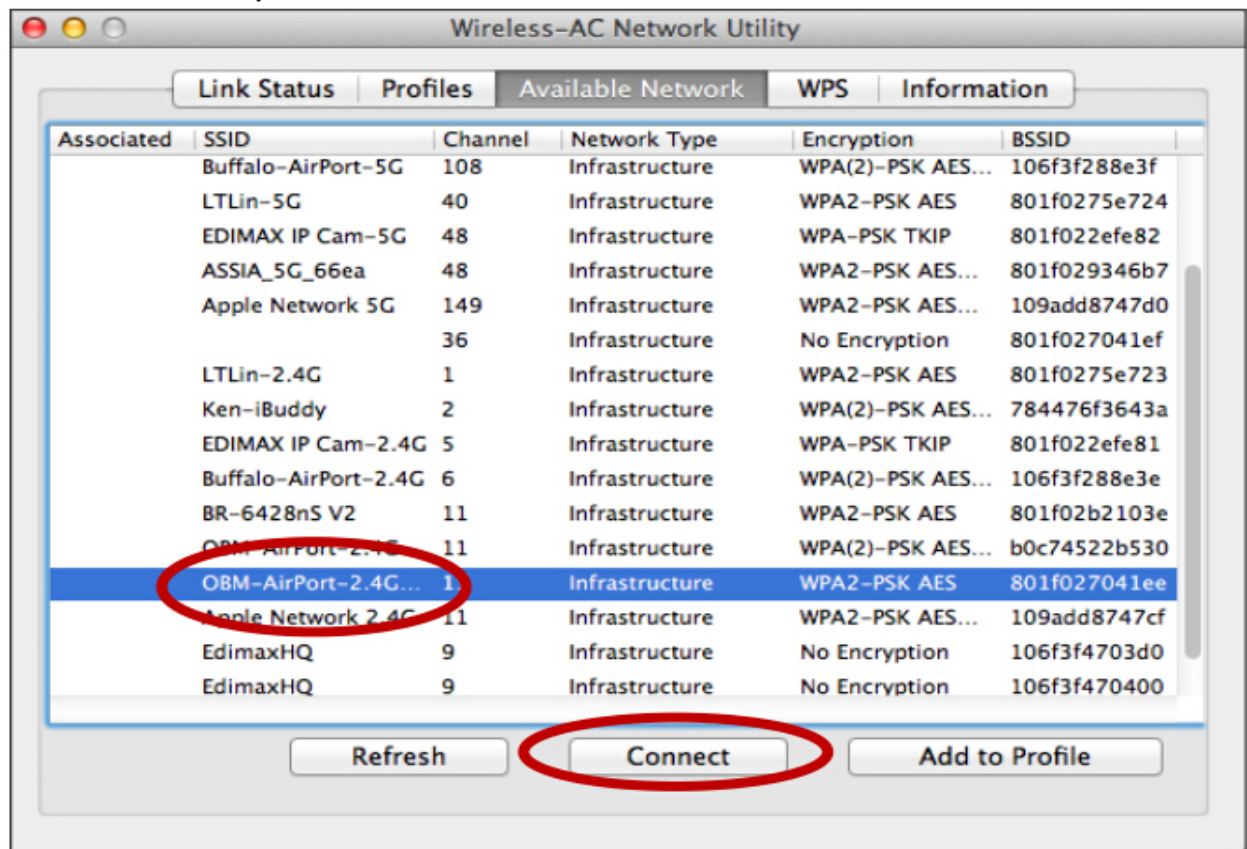 Wireless-AC Network Utility
Link Status Profiles Available Network WPS Information
Associated SSID Channel Network Type Encryption BSSID
Buffalo-AirPort-5G 108 Infrastructure WPA(2)-PSK AES... 106f3f288e3f
LTLin-5G 40 Infrastructure WPA2-PSK AES 801f0275e724
EDIMAX IP Cam-5G 48 Infrastructure WPA-PSK TKIP 801f022efe82
ASSIA_5G_66ea 48 Infrastructure WPA2-PSK AES... 801f029346b7
Apple Network 5G 149 Infrastructure WPA2-PSK AES... 109add8747d0
36 Infrastructure No Encryption 801f027041ef
LTLin-2.4G 1 Infrastructure WPA2-PSK AES 801f0275e723
Ken-iBuddy 2 Infrastructure WPA(2)-PSK AES... 784476f3643a
EDIMAX IP Cam-2.4G 5 Infrastructure WPA-PSK TKIP 801f022efe81
Buffalo-AirPort-2.4G 6 Infrastructure WPA(2)-PSK AES... 106f3f288e3e
BR-6428nS V2 11 Infrastructure WPA2-PSK AES 801f02b2103e
OBM-AirPort-2.4G 11 Infrastructure WPA(2)-PSK AES... b0c74522b530
OBM-AirPort-2.4G... Infrastructure WPA2-PSK AES 801f027041ee
Apple Network 2.4G 11 Infrastructure WPA2-PSK AES... 109add8747cf
EdimaxHQ 9 Infrastructure No Encryption 106f3f4703d0
EdimaxHQ 9 Infrastructure No Encryption 106f3f470400
Refresh Connect Add to Profile